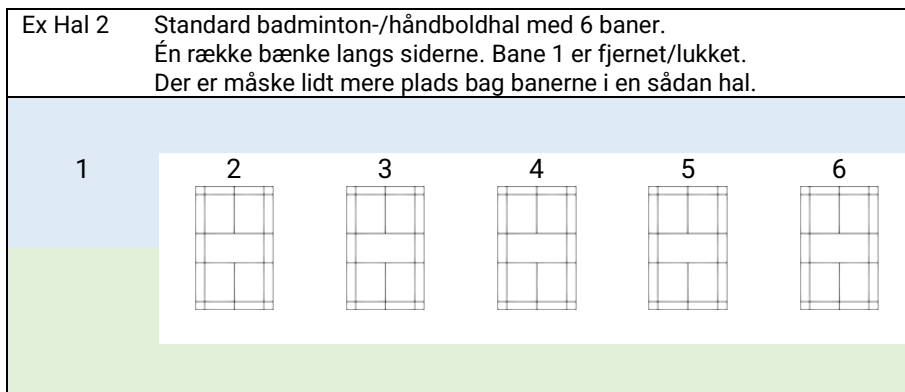 Ex Hal 2 Standard badminton-/håndboldhal med 6 baner.
Én række bænke langs siderne. Bane 1 er fjernet/lukket.
Der er måske lidt mere plads bag banerne i en sådan hal.
1 2 3 4 5 6